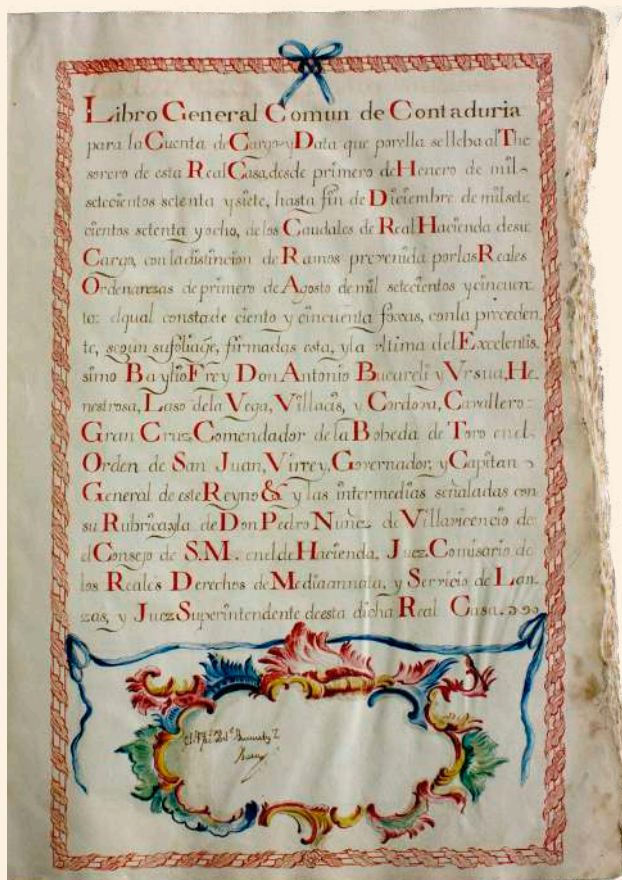 Libro General Comun de Contaduria
para la Cuenta de Cargo y Data que por ella se lleba al The
sorero de esta Real Casa, desde primero de Henero de mil
setecientos setenta y siete, hasta fin de Diciembre de mil sete
cientos setenta y ocho, de los Caudales de Real Hacienda de su
Cargo, con la distincion de Ramos prevenida por las Reales
Ordenanzas de primero de Agosto de mil setecientos y cincuen
ta: el qual consta de ciento y cincuenta foxas, con la preceden
te, segun su foliage, firmadas esta, y la ultima del Excelentis
simo Baylio Frey Don Antonio Bucareli y Ursua, He
nestrosa, Laso de la Vega, Villacis, y Cordova, Cavallero
Gran Cruz, Comendador de la Bobeda de Toro en el
Orden de San Juan, Virrey, Governador, y Capitan
General de este Reyno & y las intermedias señaladas con
su Rubrica, y la de Don Pedro Nuñez de Villavicencio de
el Consejo de S.M. en el de Hacienda, Juez Comisario de
los Reales Derechos de Mediaannata, y Servicio de Lan
zas, y Juez Superintendente de esta dicha Real Casa.